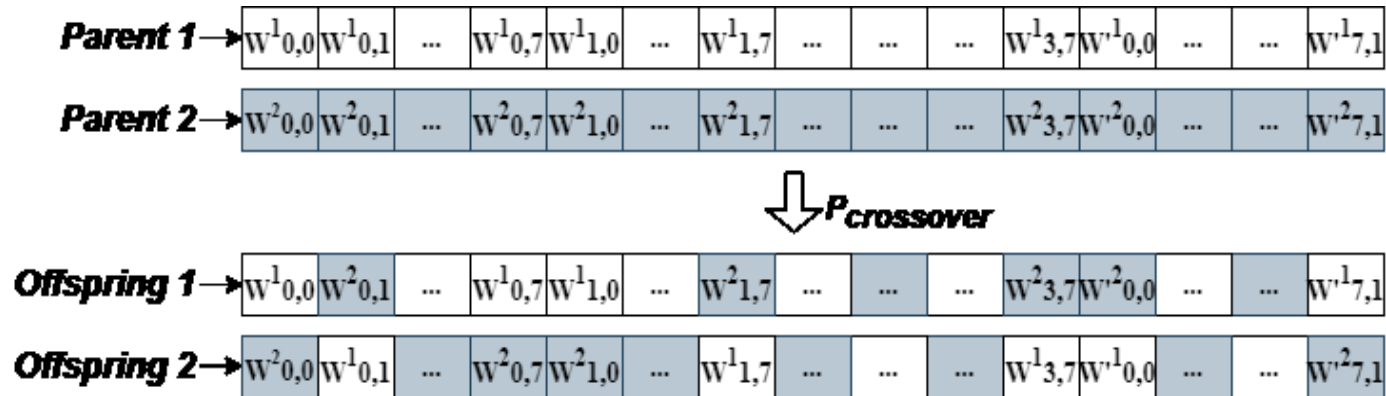 Parent 1 W¹0,0 W¹0,1 ... W¹0,7 W¹1,0 ... W¹1,7 ... ... ... W¹3,7 W'¹0,0 ... ... W'¹7,1
Parent 2 W²0,0 W²0,1 ... W²0,7 W²1,0 ... W²1,7 ... ... ... W²3,7 W'²0,0 ... ... W'²7,1
Pcrossover
Offspring 1 W¹0,0 W²0,1 ... W¹0,7 W¹1,0 ... W²1,7 ... ... ... W²3,7 W'²0,0 ... ... W'¹7,1
Offspring 2 W²0,0 W¹0,1 ... W²0,7 W²1,0 ... W¹1,7 ... ... ... W¹3,7 W'¹0,0 ... ... W'²7,1